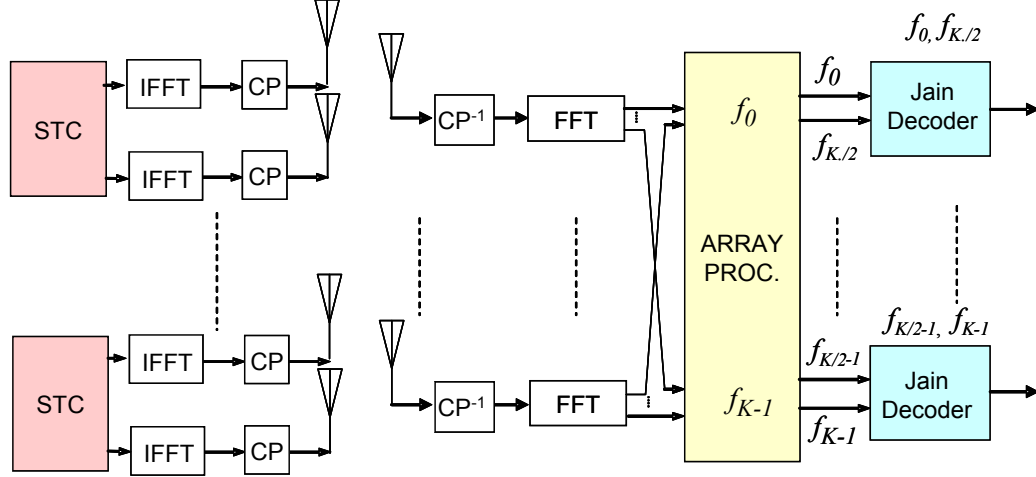 STC
IFFT
CP
IFFT
CP
STC
IFFT
CP
IFFT
CP
CP-1
FFT
CP-1
FFT
f0
ARRAY
PROC.
fK-1
f0
fK./2
fK/2-1
fK-1
f0, fK./2
Jain
Decoder
fK/2-1, fK-1
Jain
Decoder